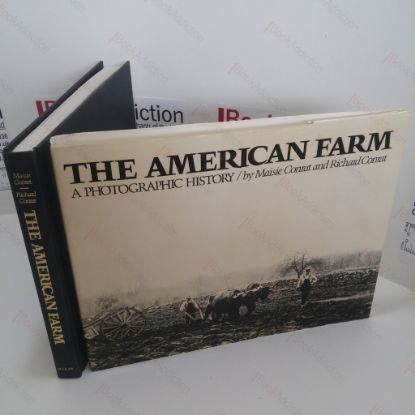 THE AMERICAN FARM
A PHOTOGRAPHIC HISTORY / by Maisie Conrat and Richard Conrat
Maisie
Conrat
Richard
Conrat
THE AMERICAN FARM